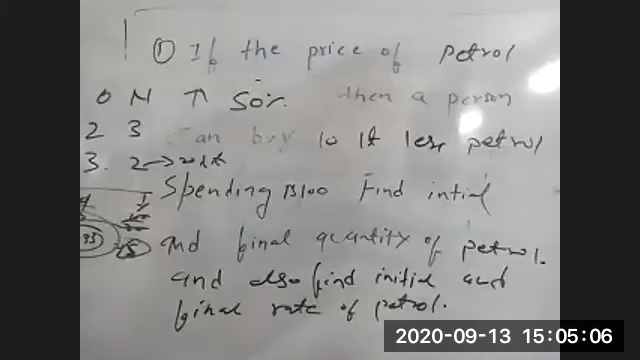 ① If the price of petrol
O N ↑ 50%. then a person
2 3 can buy 10 lt less petrol
3. 2 →
Spending Find intial
and final quantity of petrol.
and also find initial and
final rate of petrol.
2020-09-13 15:05:06